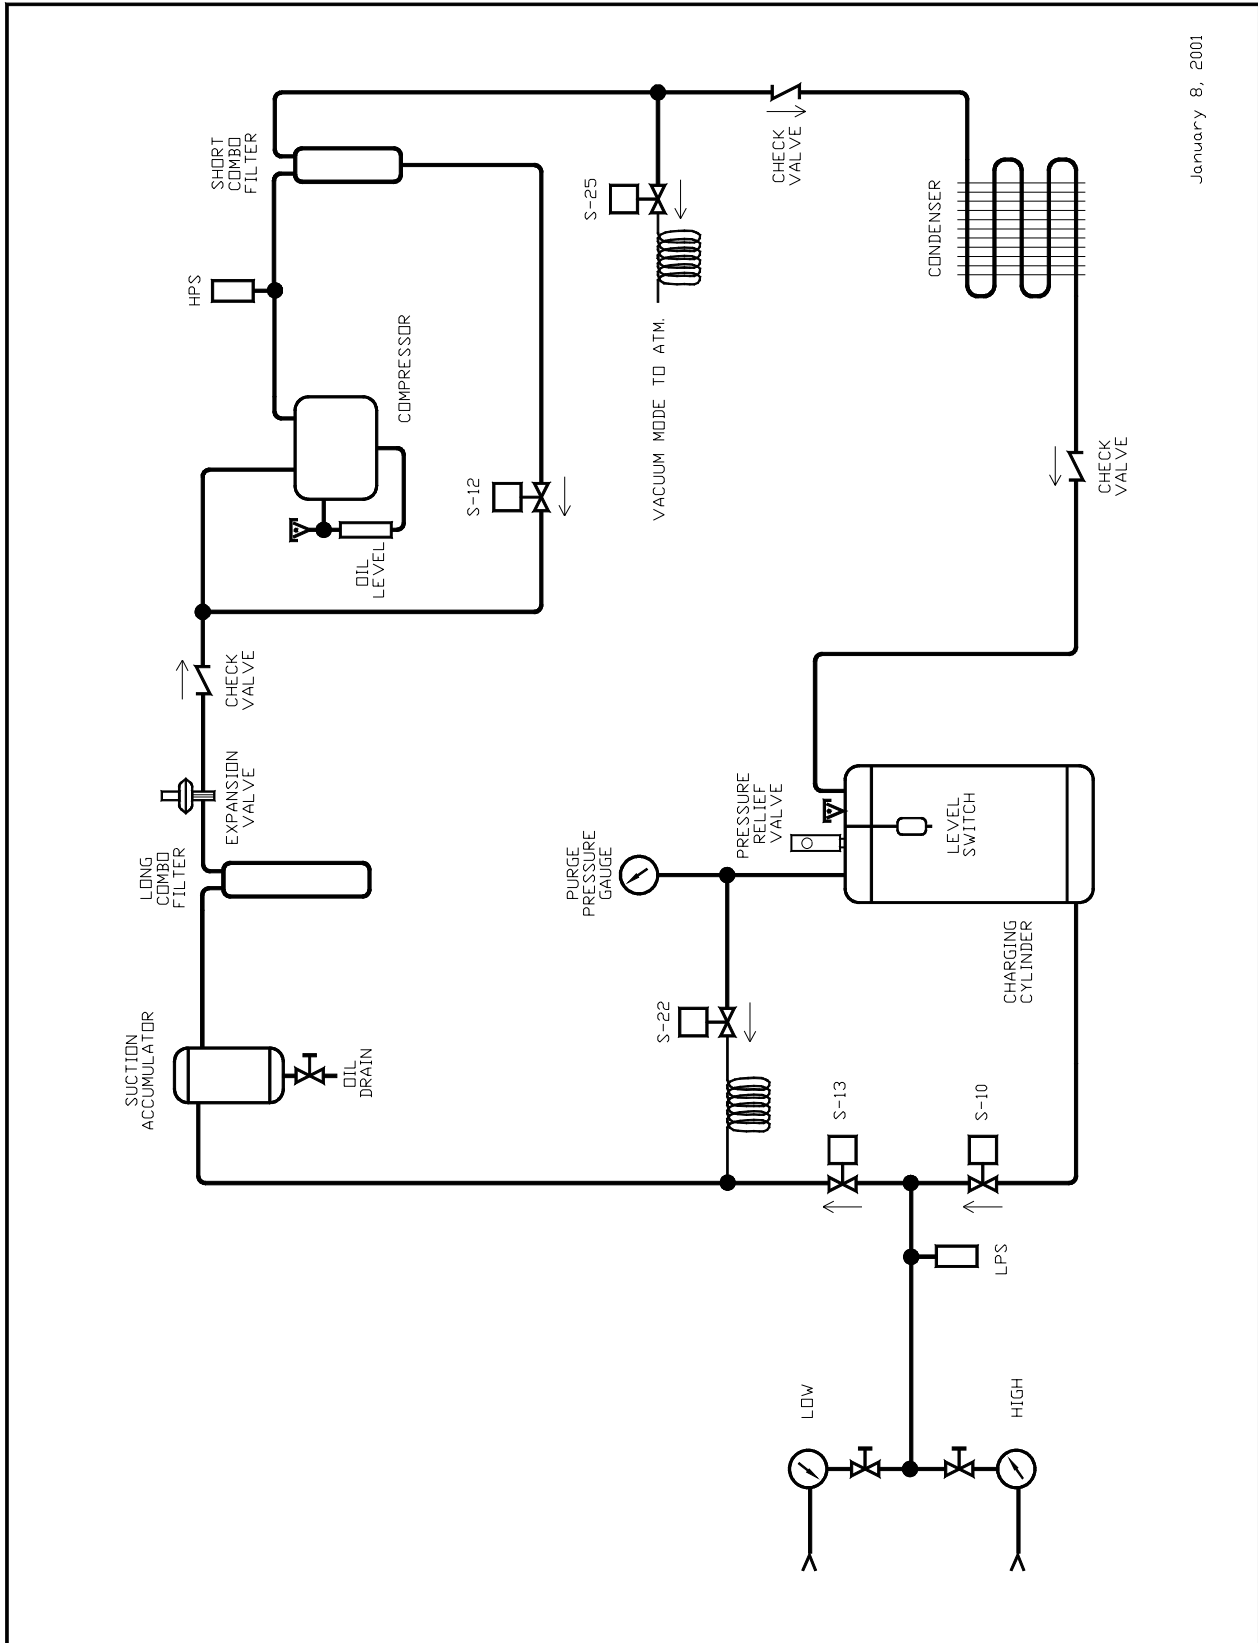 January 8, 2001
SHORT
COMBO
FILTER
HPS
COMPRESSOR
OIL
LEVEL
S-12
S-25
VACUUM MODE TO ATM.
CHECK
VALVE
CONDENSER
CHECK
VALVE
CHECK
VALVE
EXPANSION
VALVE
LONG
COMBO
FILTER
SUCTION
ACCUMULATOR
OIL
DRAIN
PURGE
PRESSURE
GAUGE
PRESSURE
RELIEF
VALVE
LEVEL
SWITCH
CHARGING
CYLINDER
S-22
S-13
S-10
LPS
LOW
HIGH